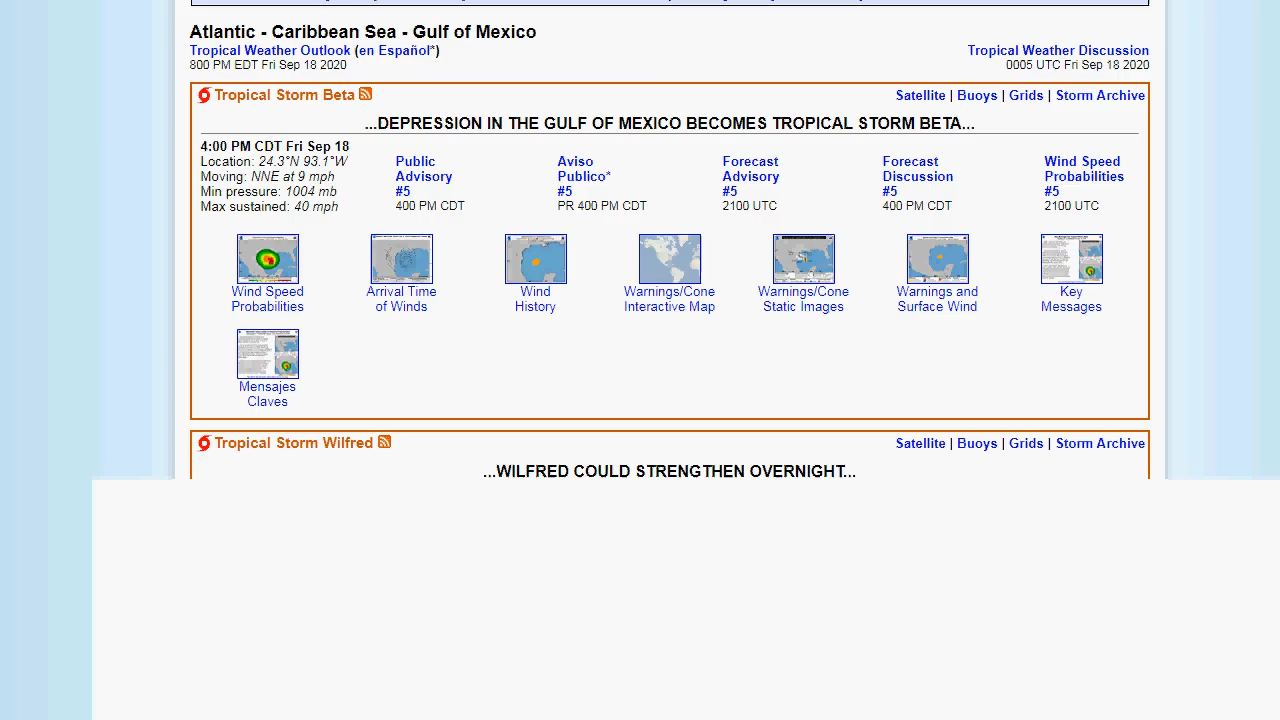 Atlantic - Caribbean Sea - Gulf of Mexico
Tropical Weather Outlook (en Español*)
Tropical Weather Discussion
800 PM EDT Fri Sep 18 2020
0005 UTC Fri Sep 18 2020
Tropical Storm Beta
Satellite | Buoys | Grids | Storm Archive
...DEPRESSION IN THE GULF OF MEXICO BECOMES TROPICAL STORM BETA...
4:00 PM CDT Fri Sep 18
Location: 24.3°N 93.1°W
Moving: NNE at 9 mph
Min pressure: 1004 mb
Max sustained: 40 mph
Public
Advisory
#5
400 PM CDT
Aviso
Publico*
#5
PR 400 PM CDT
Forecast
Advisory
#5
2100 UTC
Forecast
Discussion
#5
400 PM CDT
Wind Speed
Probabilities
#5
2100 UTC
Wind Speed
Probabilities
Arrival Time
of Winds
Wind
History
Warnings/Cone
Interactive Map
Warnings/Cone
Static Images
Warnings and
Surface Wind
Key
Messages
Mensajes
Claves
Tropical Storm Wilfred
Satellite | Buoys | Grids | Storm Archive
...WILFRED COULD STRENGTHEN OVERNIGHT...